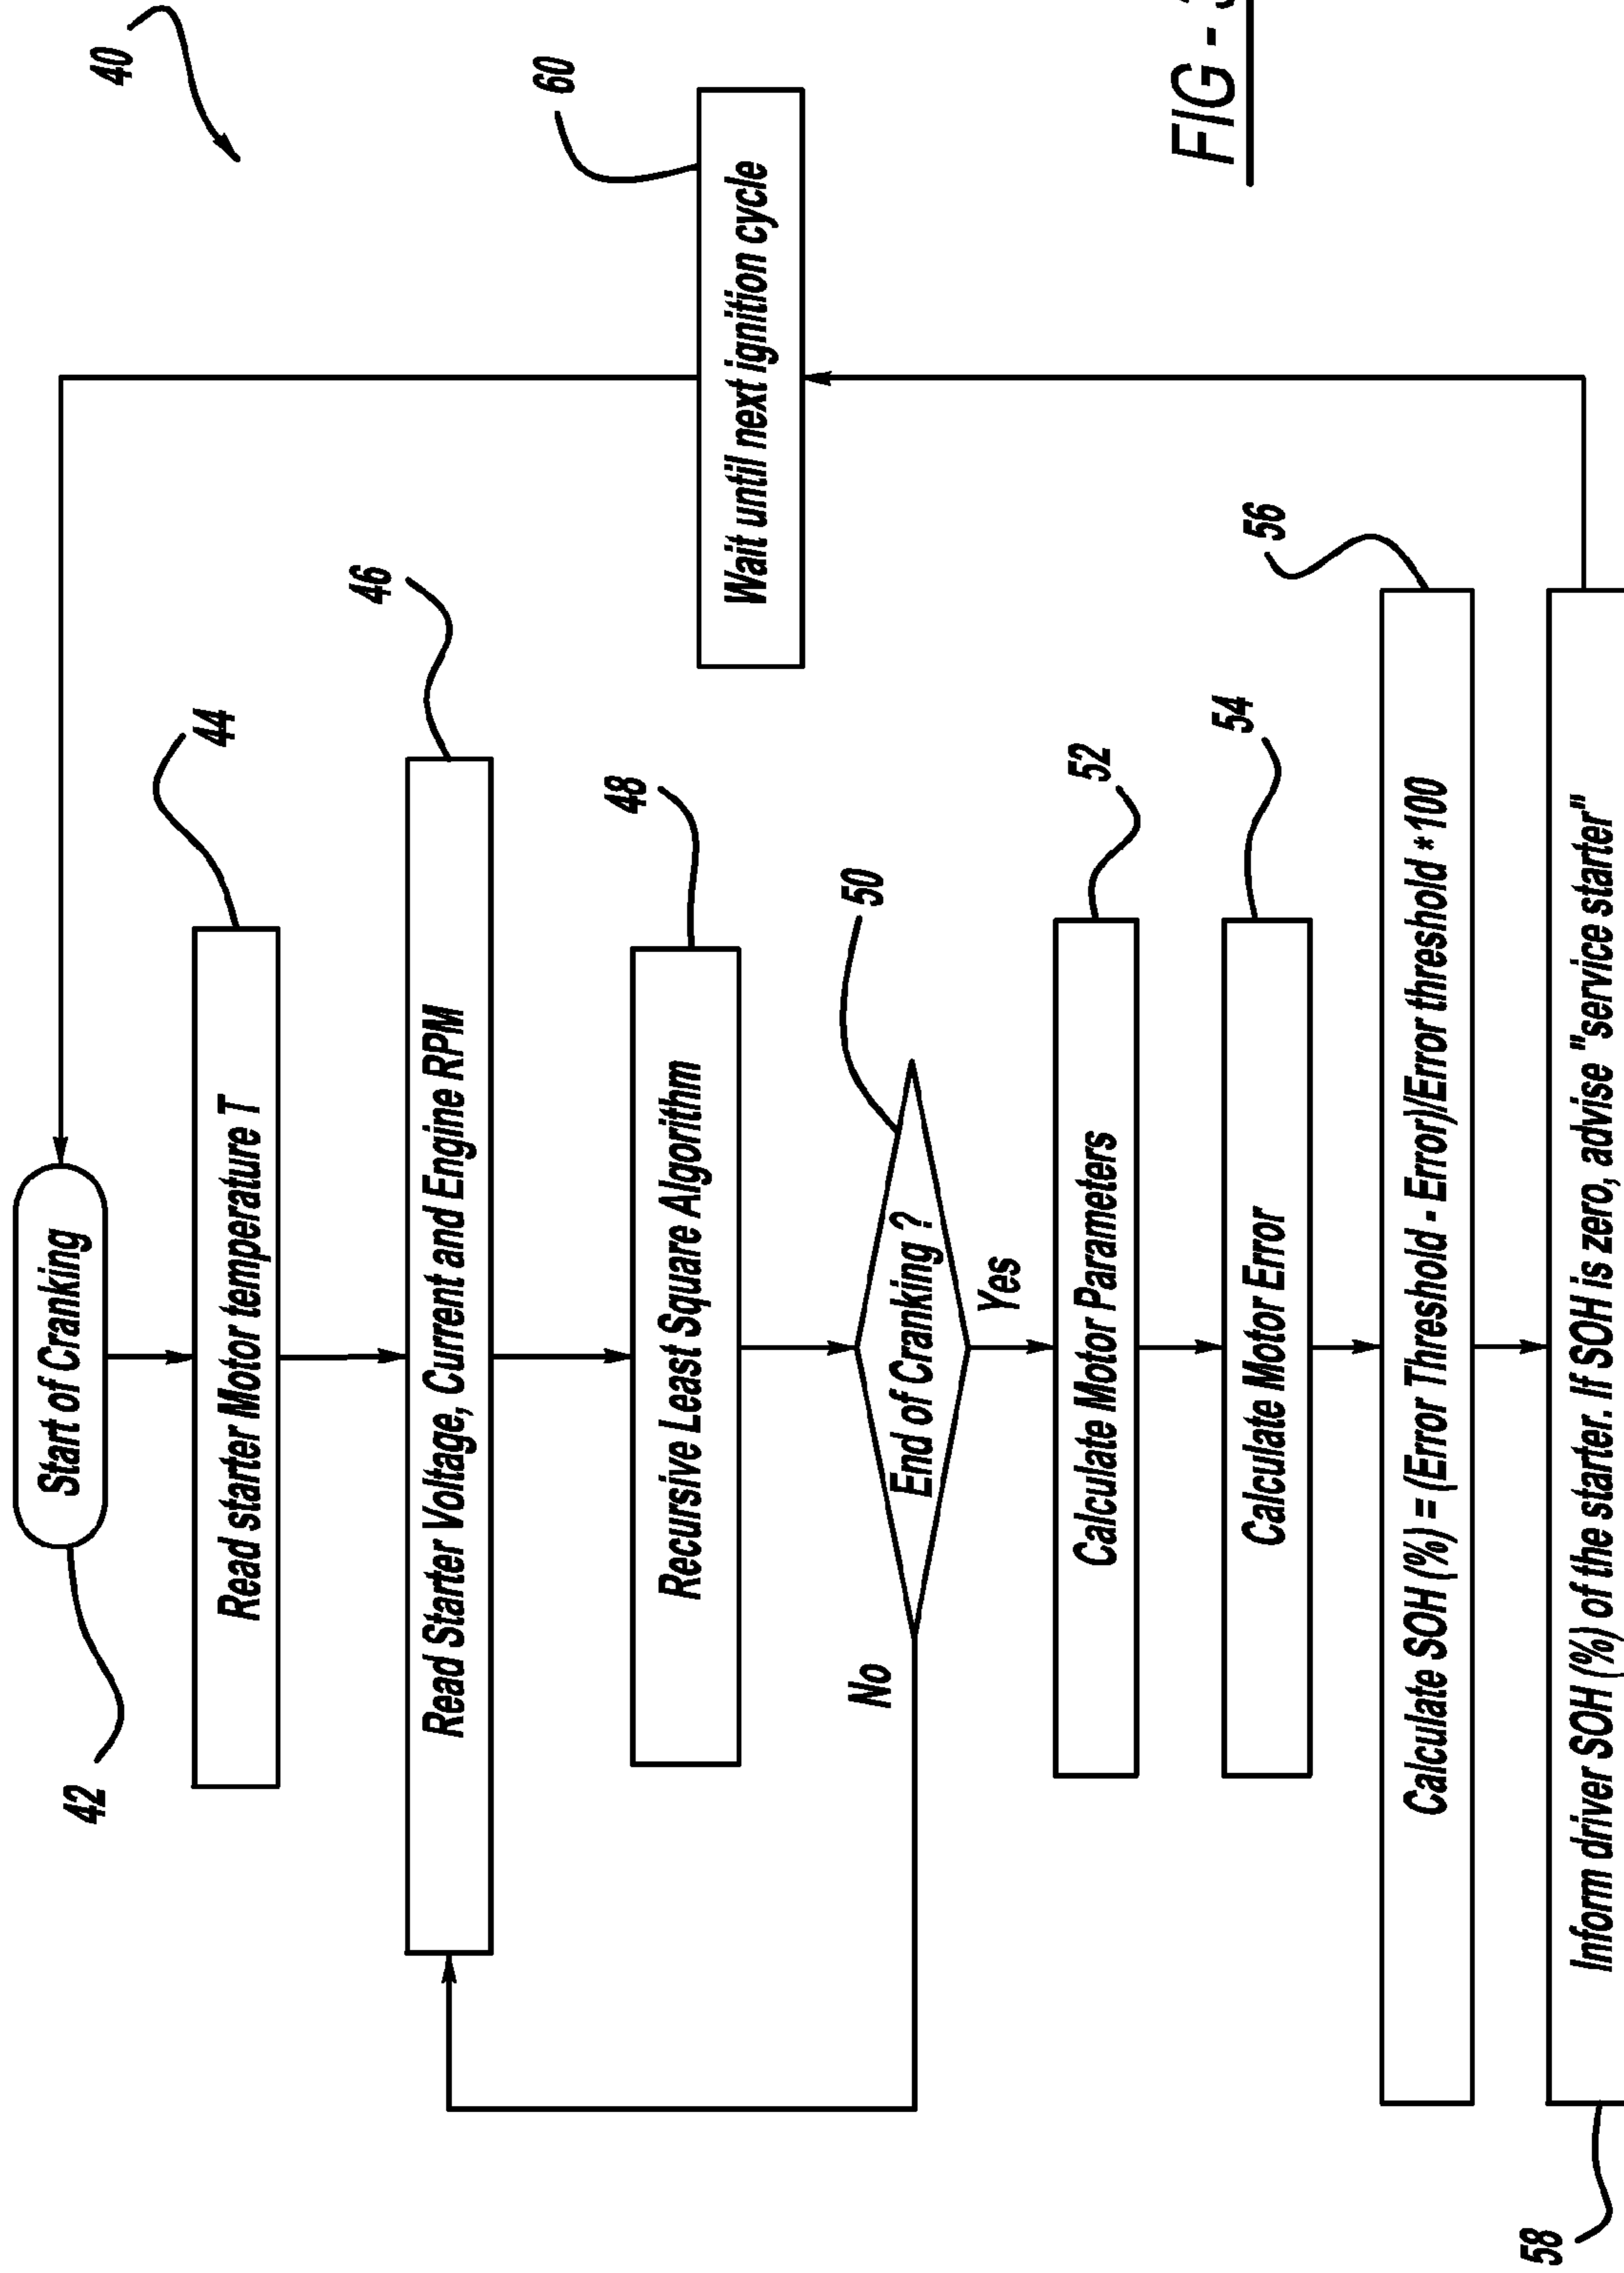 40
Start of Cranking
42
Read starter Motor temperature T
44
Read Starter Voltage, Current and Engine RPM
46
Recursive Least Square Algorithm
48
End of Cranking ?
50
No
Yes
Calculate Motor Parameters
52
Calculate Motor Error
54
Calculate SOH (%) = (Error Threshold - Error)/Error threshold * 100
56
Inform driver SOH (%) of the starter. If SOH is zero, advise "service starter"
58
Wait until next ignition cycle
60
FIG -